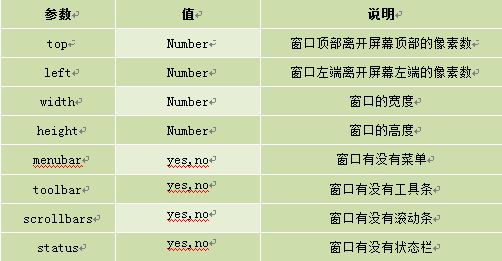 参数 值 说明
top Number 窗口顶部离开屏幕顶部的像素数
left Number 窗口左端离开屏幕左端的像素数
width Number 窗口的宽度
height Number 窗口的高度
menubar yes,no 窗口有没有菜单
toolbar yes,no 窗口有没有工具条
scrollbars yes,no 窗口有没有滚动条
status yes,no 窗口有没有状态栏